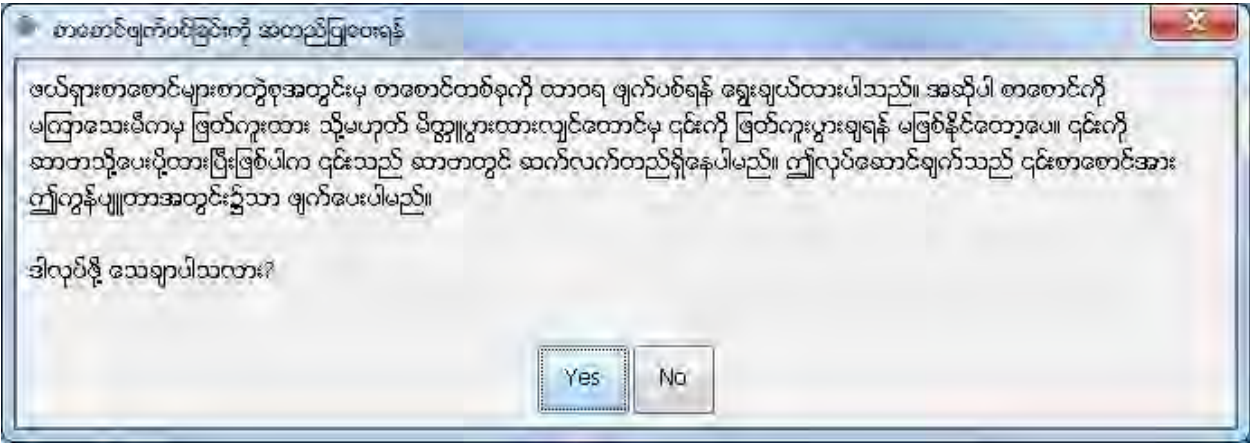 စာစောင်ဖျက်ပစ်ခြင်းကို အတည်ပြုပေးရန်
ဖယ်ရှားစာစောင်များစာတွဲစုအတွင်းမှ စာစောင်တစ်ခုကို ထာဝရ ဖျက်ပစ်ရန် ရွေးချယ်ထားပါသည်။ အဆိုပါ စာစောင်ကို
မကြာသေးမီကမှ ဖြတ်ကူးထား သို့မဟုတ် မိတ္တူပွားထားလျှင်တောင်မှ ၎င်းကို ဖြတ်ကူးပွားချရန် မဖြစ်နိုင်တော့ပေ။ ၎င်းကို
ဆာဗာသို့ပေးပို့ထားပြီးဖြစ်ပါက ၎င်းသည် ဆာဗာတွင် ဆက်လက်တည်ရှိနေပါမည်။ ဤလုပ်ဆောင်ချက်သည် ၎င်းစာစောင်အား
ဤကွန်ပျူတာအတွင်း၌သာ ဖျက်ပေးပါမည်။
ဒါလုပ်ဖို့ သေချာပါသလား?
Yes No